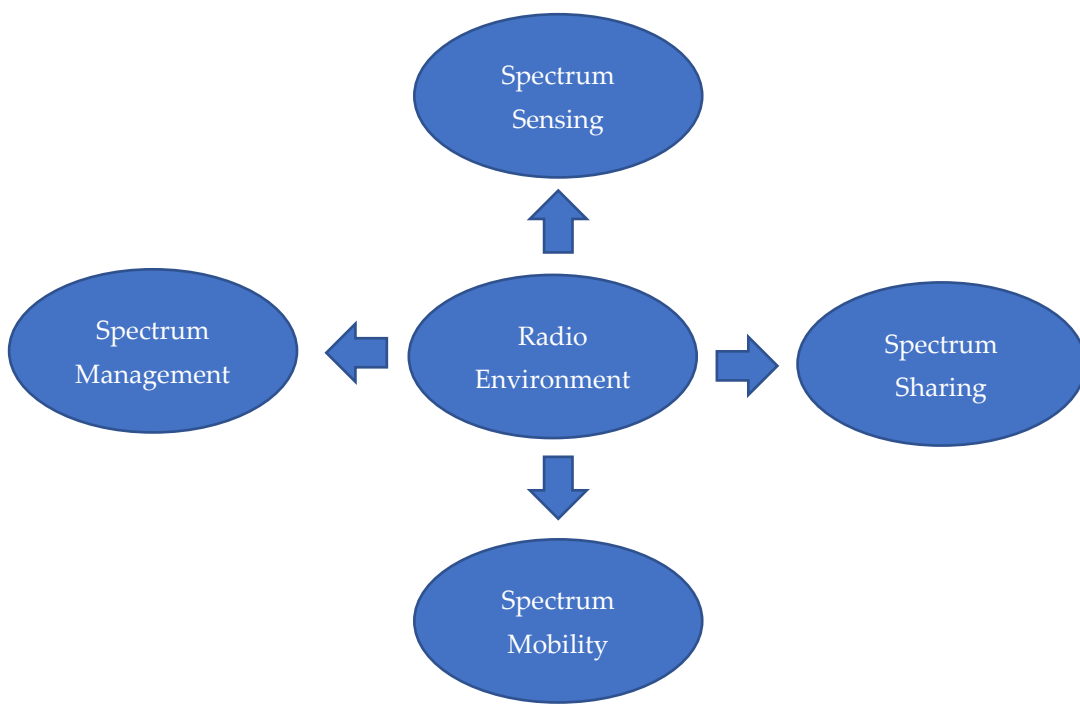 Spectrum
Sensing
Spectrum
Management
Radio
Environment
Spectrum
Sharing
Spectrum
Mobility